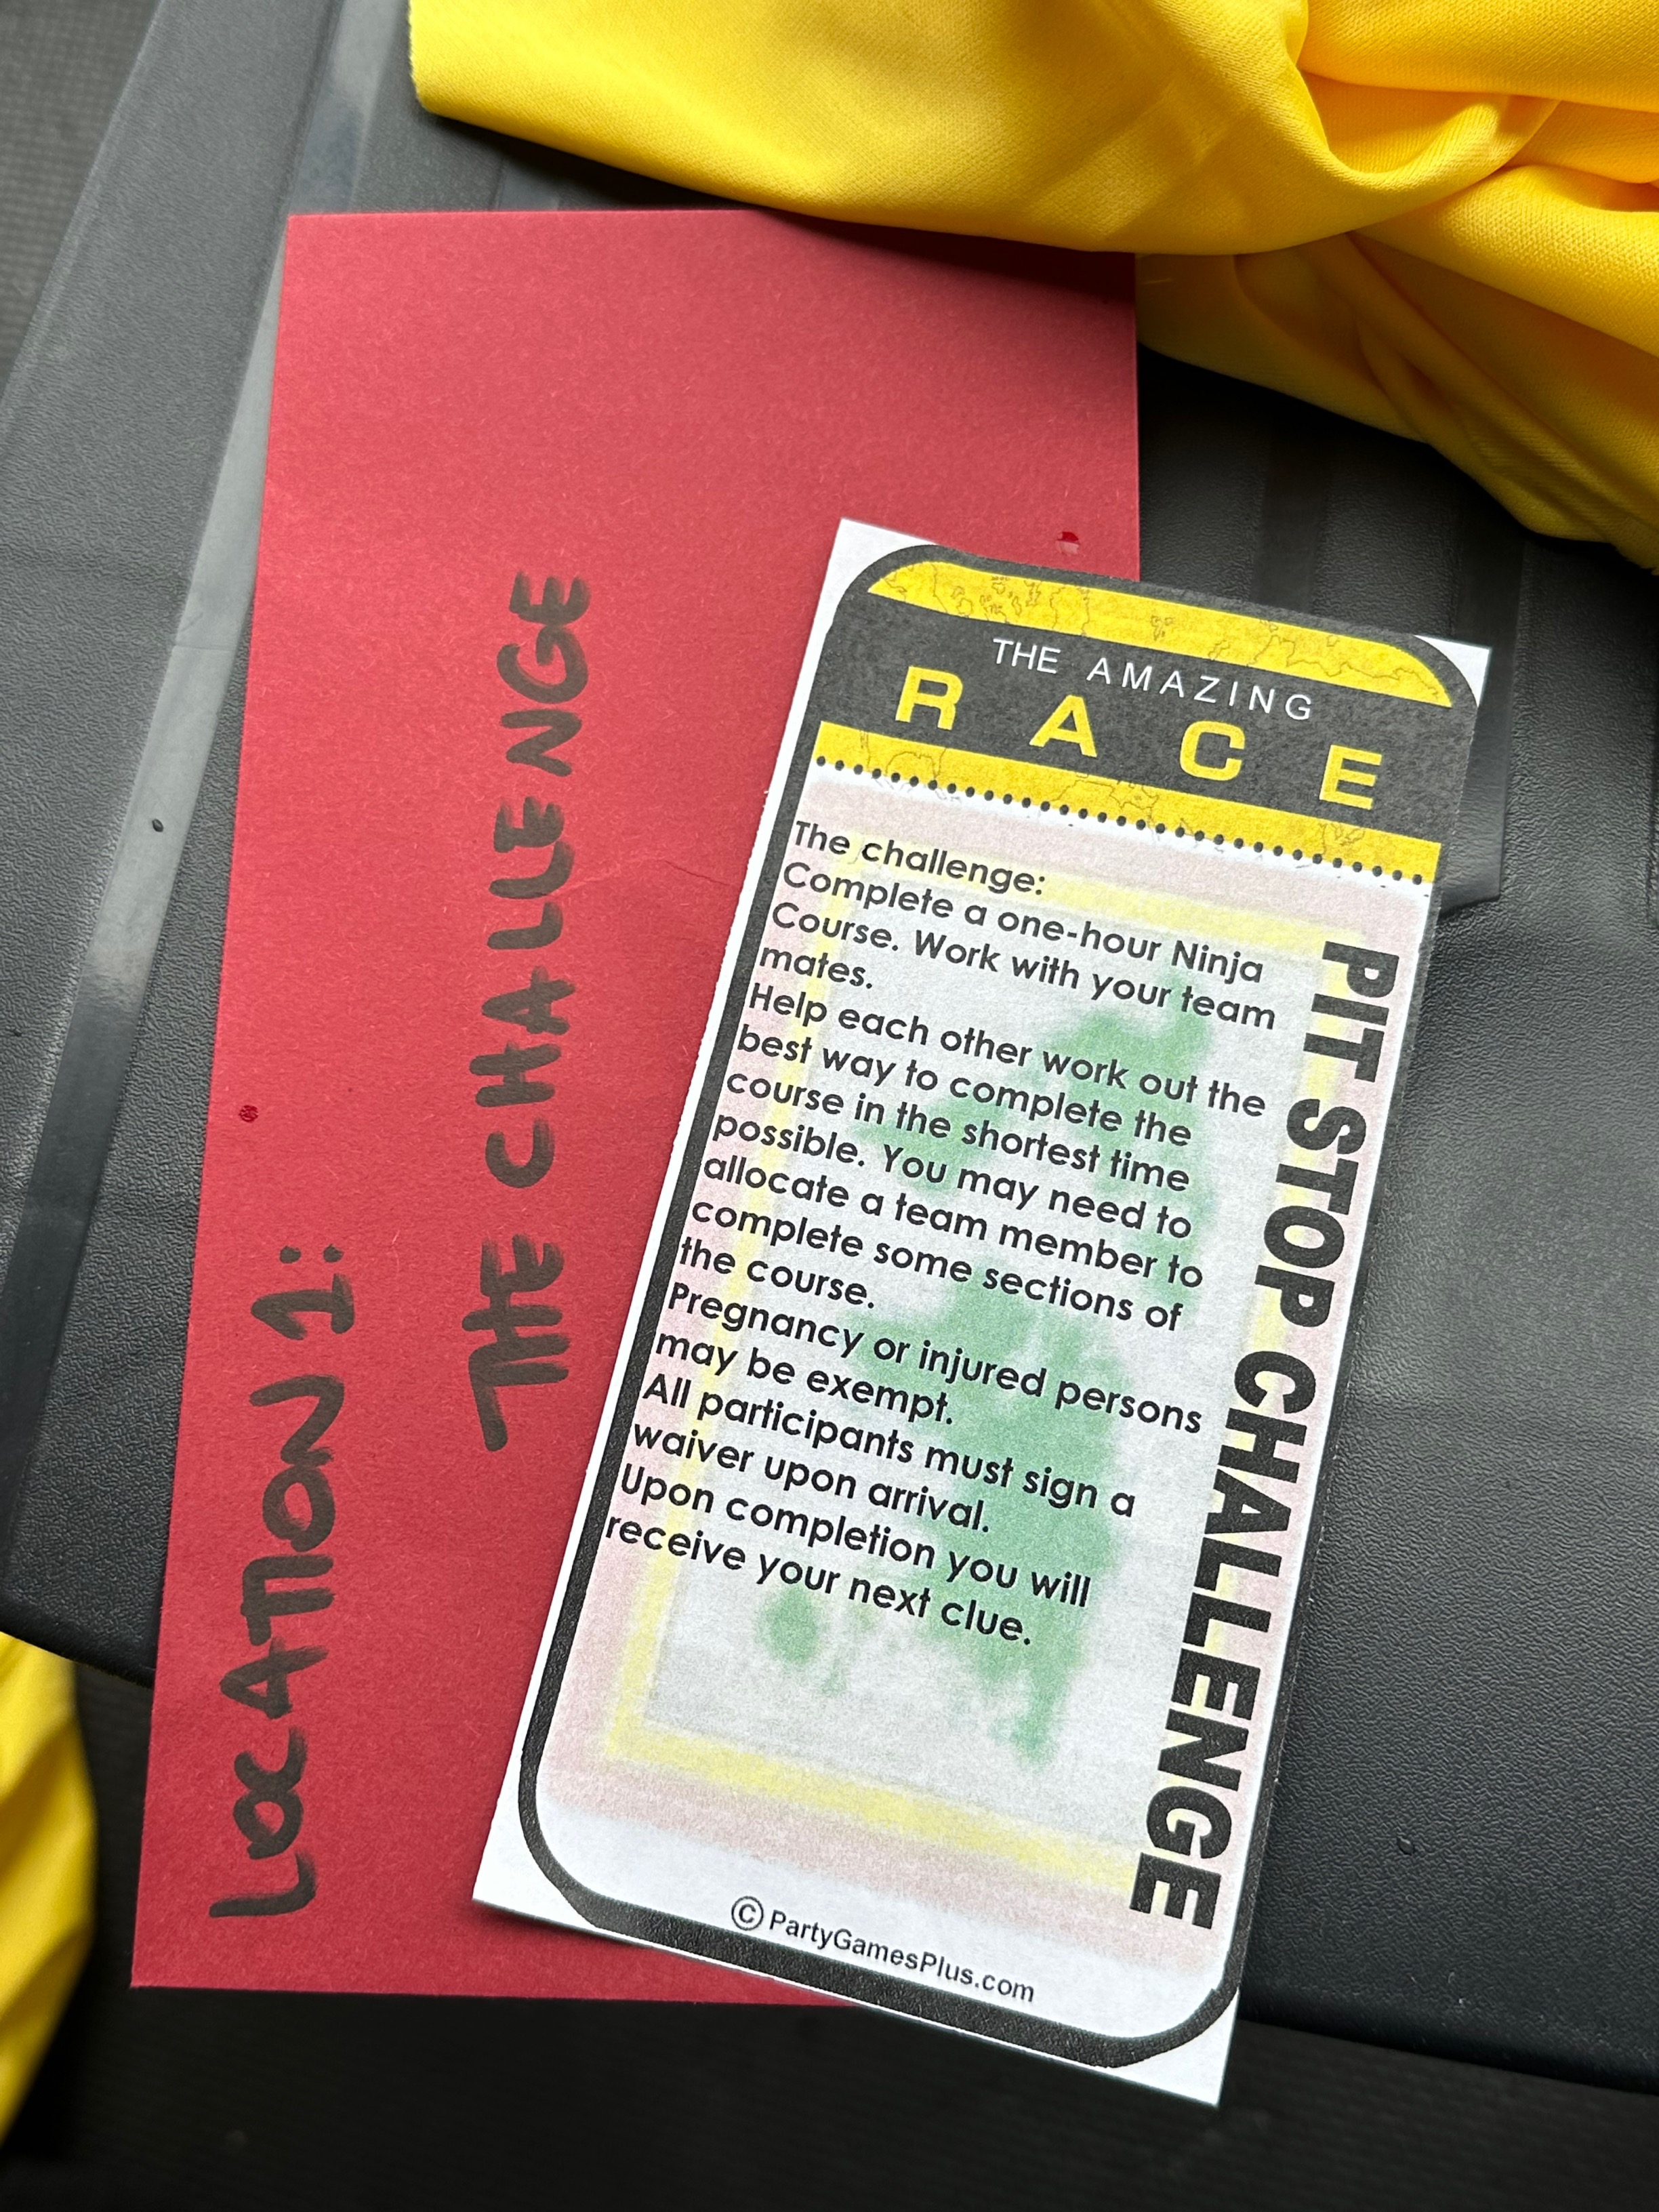 LOCATION 1:
THE CHALLENGE
THE AMAZING
RACE
The challenge:
Complete a one-hour Ninja
Course. Work with your team
mates.
Help each other work out the
best way to complete the
course in the shortest time
possible. You may need to
allocate a team member to
complete some sections of
the course.
Pregnancy or injured persons
may be exempt.
All participants must sign a
waiver upon arrival.
Upon completion you will
receive your next clue.
PIT STOP CHALLENGE
© PartyGamesPlus.com